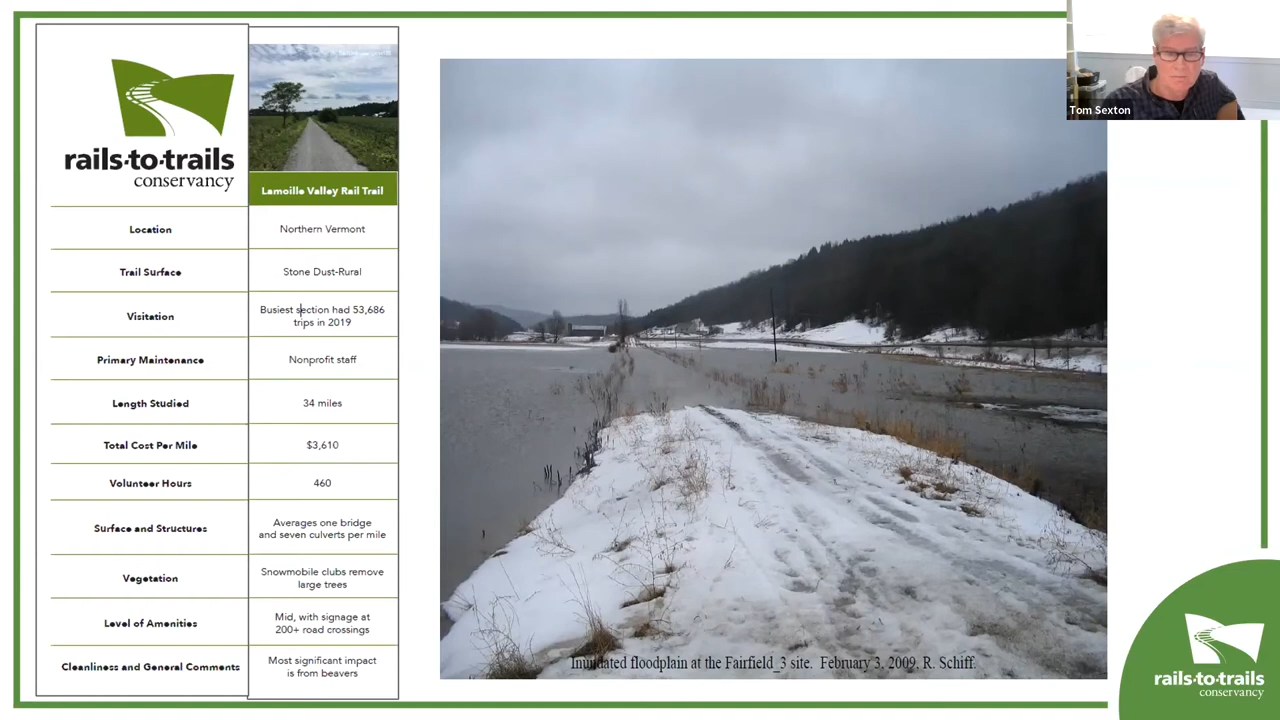 Tom Sexton
rails·to·trails
conservancy
Lamoille Valley Rail Trail
Location
Northern Vermont
Trail Surface
Stone Dust-Rural
Visitation
Busiest section had 53,686
trips in 2019
Primary Maintenance
Nonprofit staff
Length Studied
34 miles
Total Cost Per Mile
$3,610
Volunteer Hours
460
Surface and Structures
Averages one bridge
and seven culverts per mile
Vegetation
Snowmobile clubs remove
large trees
Level of Amenities
Mid, with signage at
200+ road crossings
Cleanliness and General Comments
Most significant impact
is from beavers
Inundated floodplain at the Fairfield_3 site. February 3, 2009. R. Schiff.
rails·to·trails
conservancy